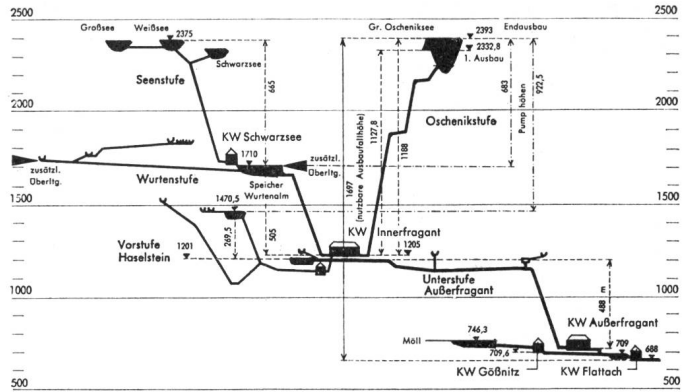 2500
2500
Großsee
Weißsee
2375
Schwarzsee
Seenstufe
665
Gr. Oscheniksee
2393
Endausbau
2332,8
1. Ausbau
683
Pump höhen
922,5
Oschenikstufe
2000
2000
KW Schwarzsee
1710
zusätzl.
Überltg.
Wurtenstufe
Speicher
Wurtenalm
zusätzl.
Überltg.
1127,8
1188
1697
(nutzbare Ausbaufallhöhe)
1500
1500
1470,5
269,5
505
KW Innerfragant
1205
Vorstufe
Haselstein
1201
Unterstufe
Außerfragant
488 m
1000
1000
KW Außerfragant
746,3
Möll
709,6
709
688
KW Gößnitz
KW Flattach
500
500